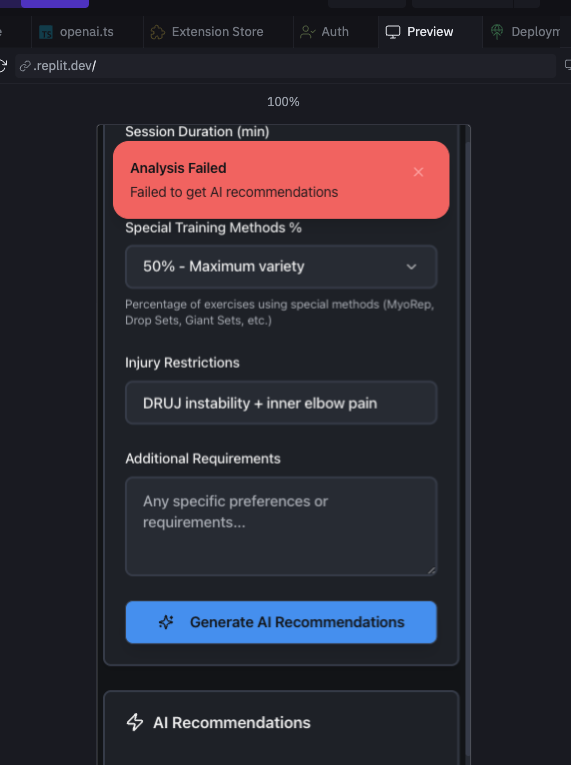 openai.ts
Extension Store
Auth
Preview
Deploym
.replit.dev/
100%
Session Duration (min)
Analysis Failed
Failed to get AI recommendations
Special Training Methods %
50% - Maximum variety
Percentage of exercises using special methods (MyoRep,
Drop Sets, Giant Sets, etc.)
Injury Restrictions
DRUJ instability + inner elbow pain
Additional Requirements
Any specific preferences or
requirements...
Generate AI Recommendations
AI Recommendations